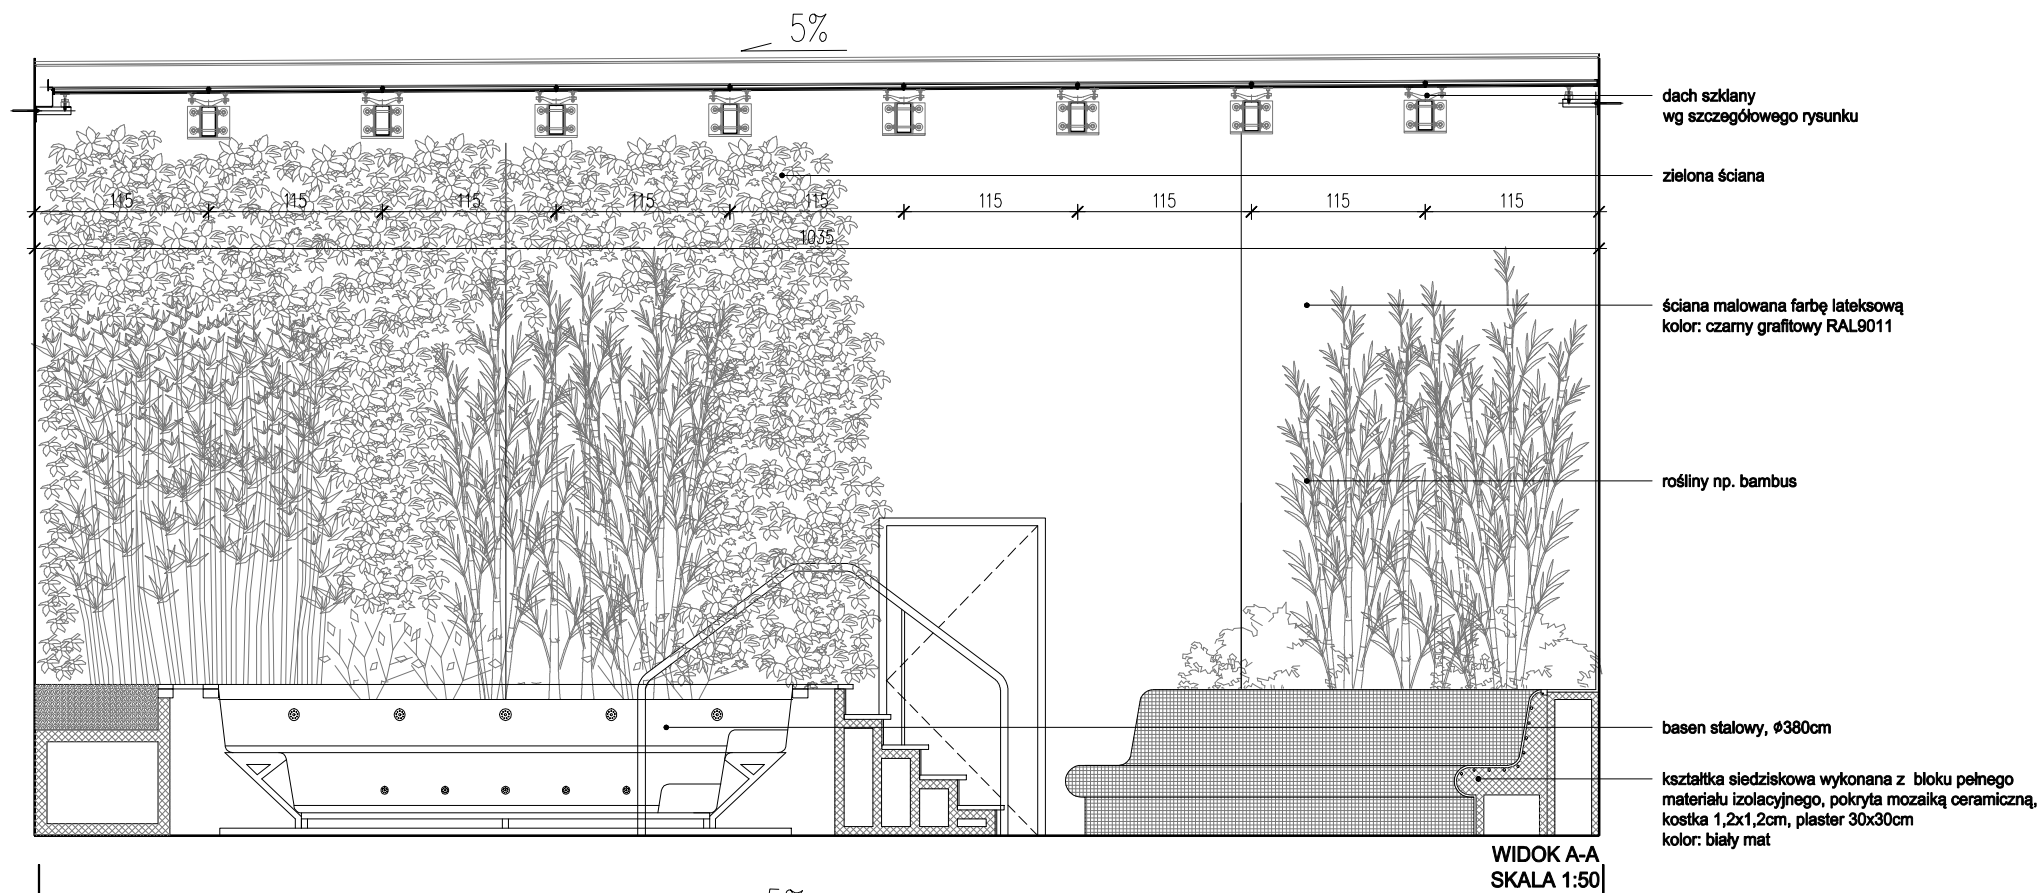 5%
dach szklany
wg szczegółowego rysunku
zielona ściana
115 115 115 115 115 115 115 115 115
1035
ściana malowana farbę lateksową
kolor: czarny grafitowy RAL9011
rośliny np. bambus
basen stalowy, ϕ380cm
kształtka siedziskowa wykonana z bloku pełnego
materiału izolacyjnego, pokryta mozaiką ceramiczną,
kostka 1,2x1,2cm, plaster 30x30cm
kolor: biały mat
WIDOK A-A
SKALA 1:50